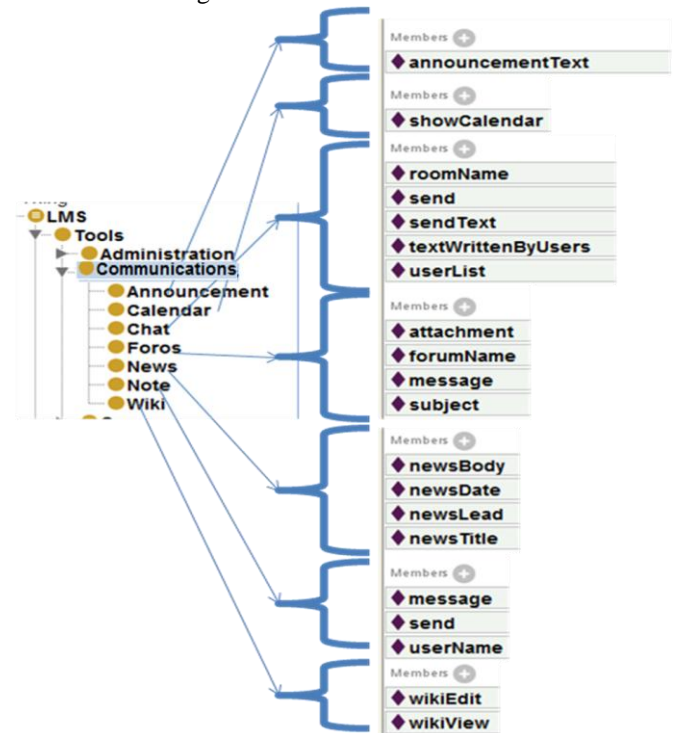 Members
announcementText
Members
showCalendar
Members
roomName
send
sendText
textWrittenByUsers
userList
LMS
Tools
Administration
Communications
Announcement
Calendar
Chat
Foros
News
Note
Wiki
Members
attachment
forumName
message
subject
Members
newsBody
newsDate
newsLead
newsTitle
Members
message
send
userName
Members
wikiEdit
wikiView